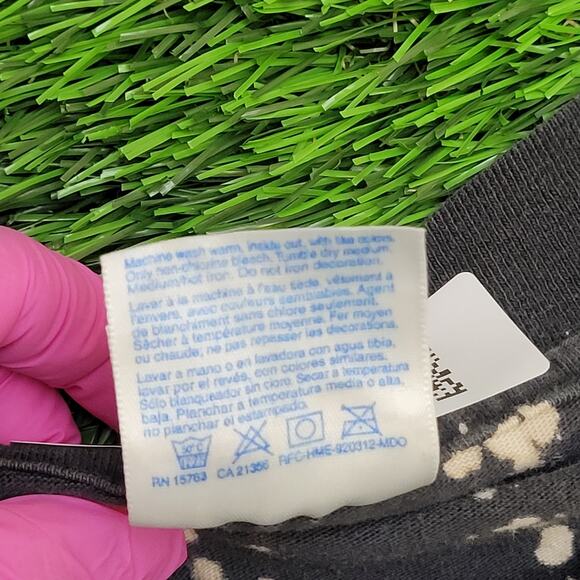 Machine wash warm, inside out, with like colors.
Only non-chlorine bleach. Tumble dry medium.
Medium/hot iron. Do not iron decoration.
Laver à la machine à l'eau tiède, vêtement à
l'envers, avec couleurs semblables. Agent
de blanchiment sans chlore seulement.
Sécher à température moyenne. Fer moyen
ou chaude, ne pas repasser les decorations.
Lavar a mano o en lavadora con agua tibia,
lavar por el revés, con colores similares.
Sólo blanqueador sin cloro. Secar a temperatura
baja. Planchar a temperatura media o alta,
no planchar el estampado.
50°C
RN 15763 CA 21356 RFC-HME-920312-MDO